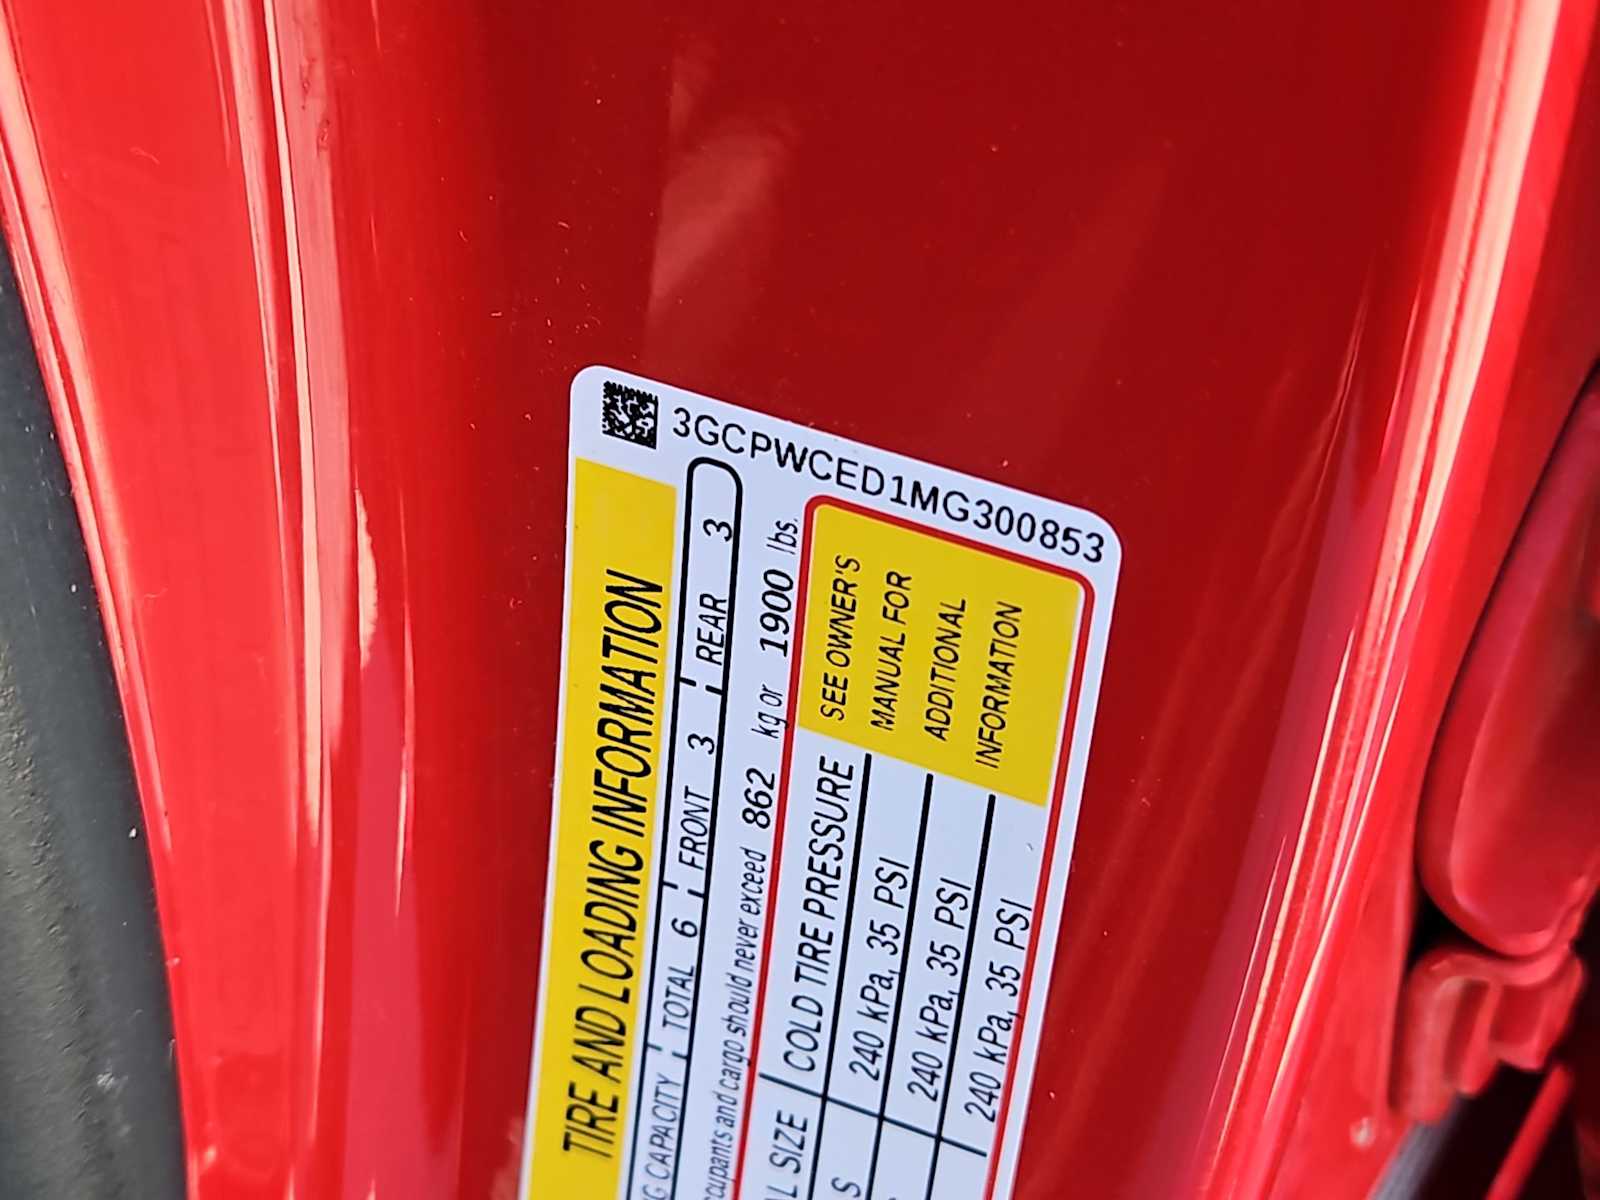 3GCPWCED1MG300853
TIRE AND LOADING INFORMATION
CAPACITY TOTAL 6 FRONT 3 REAR 3
and cargo should never exceed 862 kg or 1900 lbs.
SIZE COLD TIRE PRESSURE
240 kPa, 35 PSI
240 kPa, 35 PSI
240 kPa, 35 PSI
SEE OWNER'S
MANUAL FOR
ADDITIONAL
INFORMATION